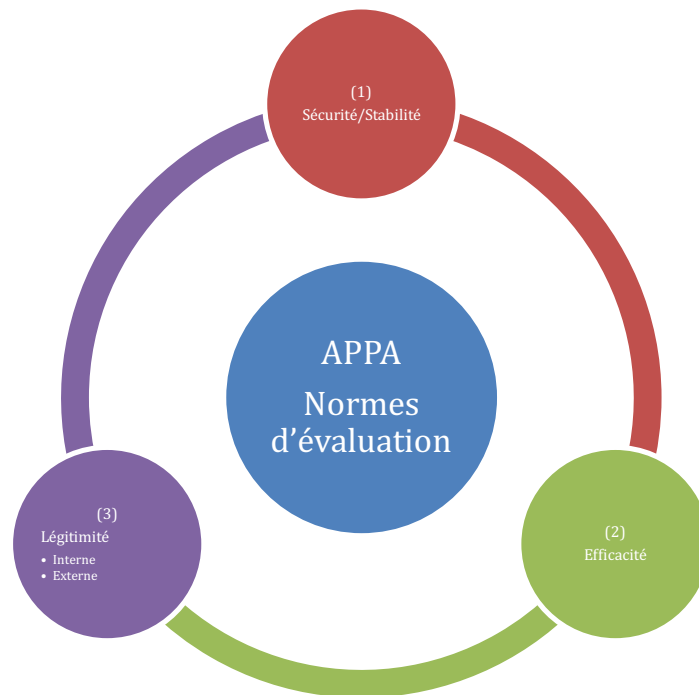 (1)
Sécurité/Stabilité
APPA
Normes
d’évaluation
(3)
Légitimité
• Interne
• Externe
(2)
Efficacité